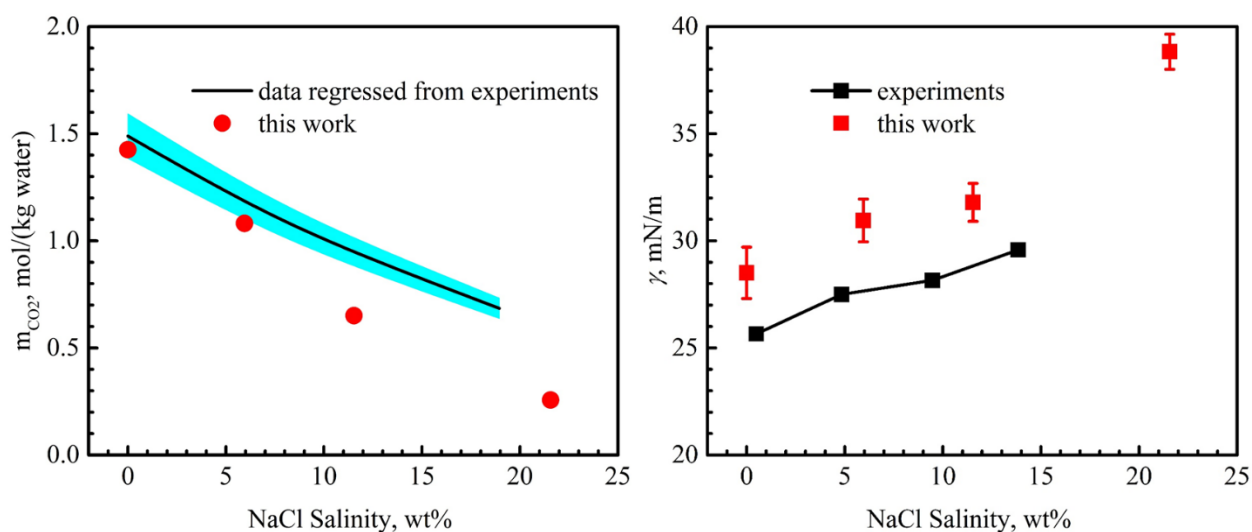 2.0
1.5
1.0
0.5
0.0
0 5 10 15 20 25
NaCl Salinity, wt%
m_CO2, mol/(kg water)
data regressed from experiments
this work
40
35
30
25
20
0 5 10 15 20 25
NaCl Salinity, wt%
γ, mN/m
experiments
this work